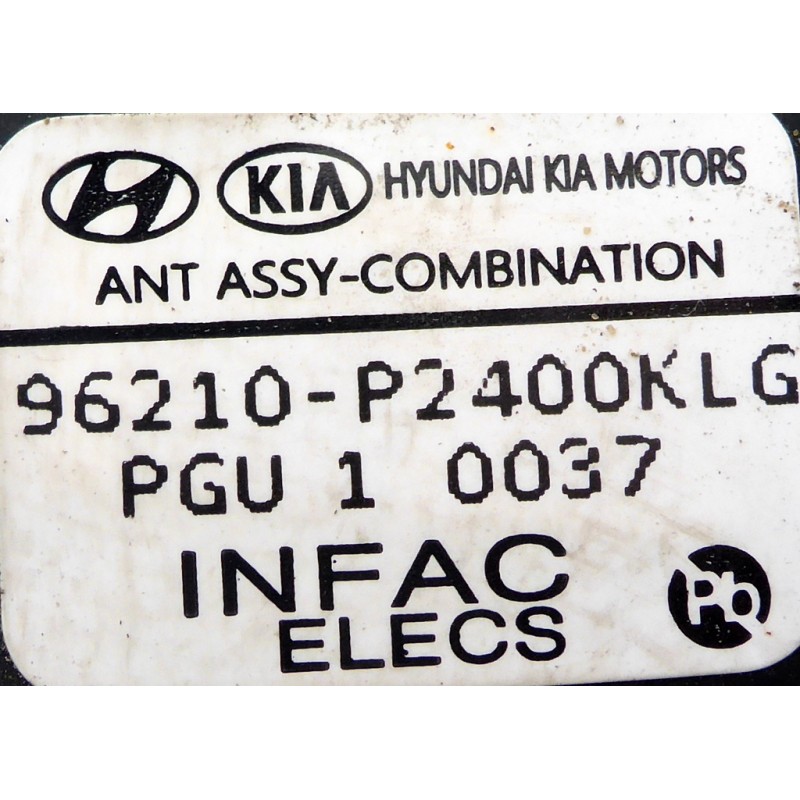 KIA HYUNDAI KIA MOTORS
ANT ASSY-COMBINATION
96210-P2400KLG
PGU 1 0037
INFAC
ELECS
Pb